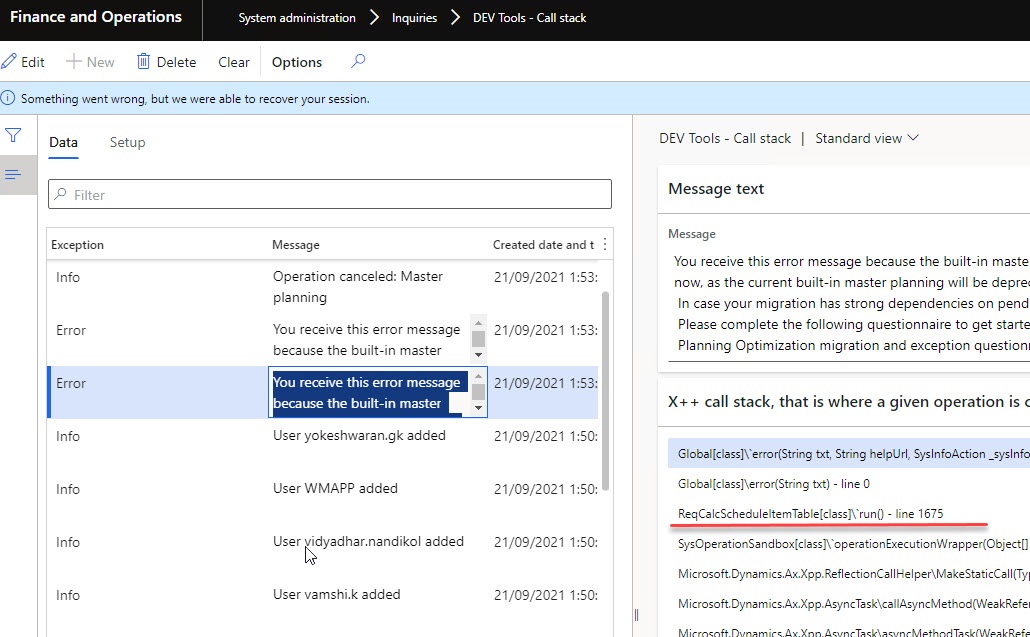 Finance and Operations
System administration > Inquiries > DEV Tools - Call stack
Edit + New Delete Clear Options
Something went wrong, but we were able to recover your session.
Data Setup
Filter
Exception Message Created date and t
Info Operation canceled: Master 21/09/2021 1:53:
planning
Error You receive this error message 21/09/2021 1:53:
because the built-in master
Error You receive this error message 21/09/2021 1:53:
because the built-in master
Info User yokeshwaran.gk added 21/09/2021 1:50:
Info User WMAPP added 21/09/2021 1:50:
Info User vidyadhar.nandikol added 21/09/2021 1:50:
Info User vamshi.k added 21/09/2021 1:50:
DEV Tools - Call stack | Standard view
Message text
Message
You receive this error message because the built-in maste
now, as the current built-in master planning will be depre
In case your migration has strong dependencies on pend
Please complete the following questionnaire to get starte
Planning Optimization migration and exception question
X++ call stack, that is where a given operation is c
Global[class]\`error(String txt, String helpUrl, SysInfoAction _sysInfo
Global[class]\error(String txt) - line 0
ReqCalcScheduleItemTable[class]\`run() - line 1675
SysOperationSandbox[class]\`operationExecutionWrapper(Object[]
Microsoft.Dynamics.Ax.Xpp.ReflectionCallHelper\MakeStaticCall(Ty
Microsoft.Dynamics.Ax.Xpp.AsyncTask\callAsyncMethod(WeakRefe
Microsoft.Dynamics.Ax.Xpp.AsyncTask\asyncMethodTask(WeakRefe